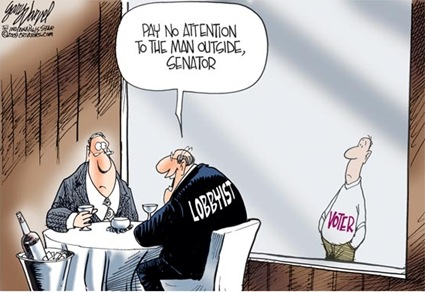 PAY NO ATTENTION
TO THE MAN OUTSIDE,
SENATOR
LOBBYIST
VOTER